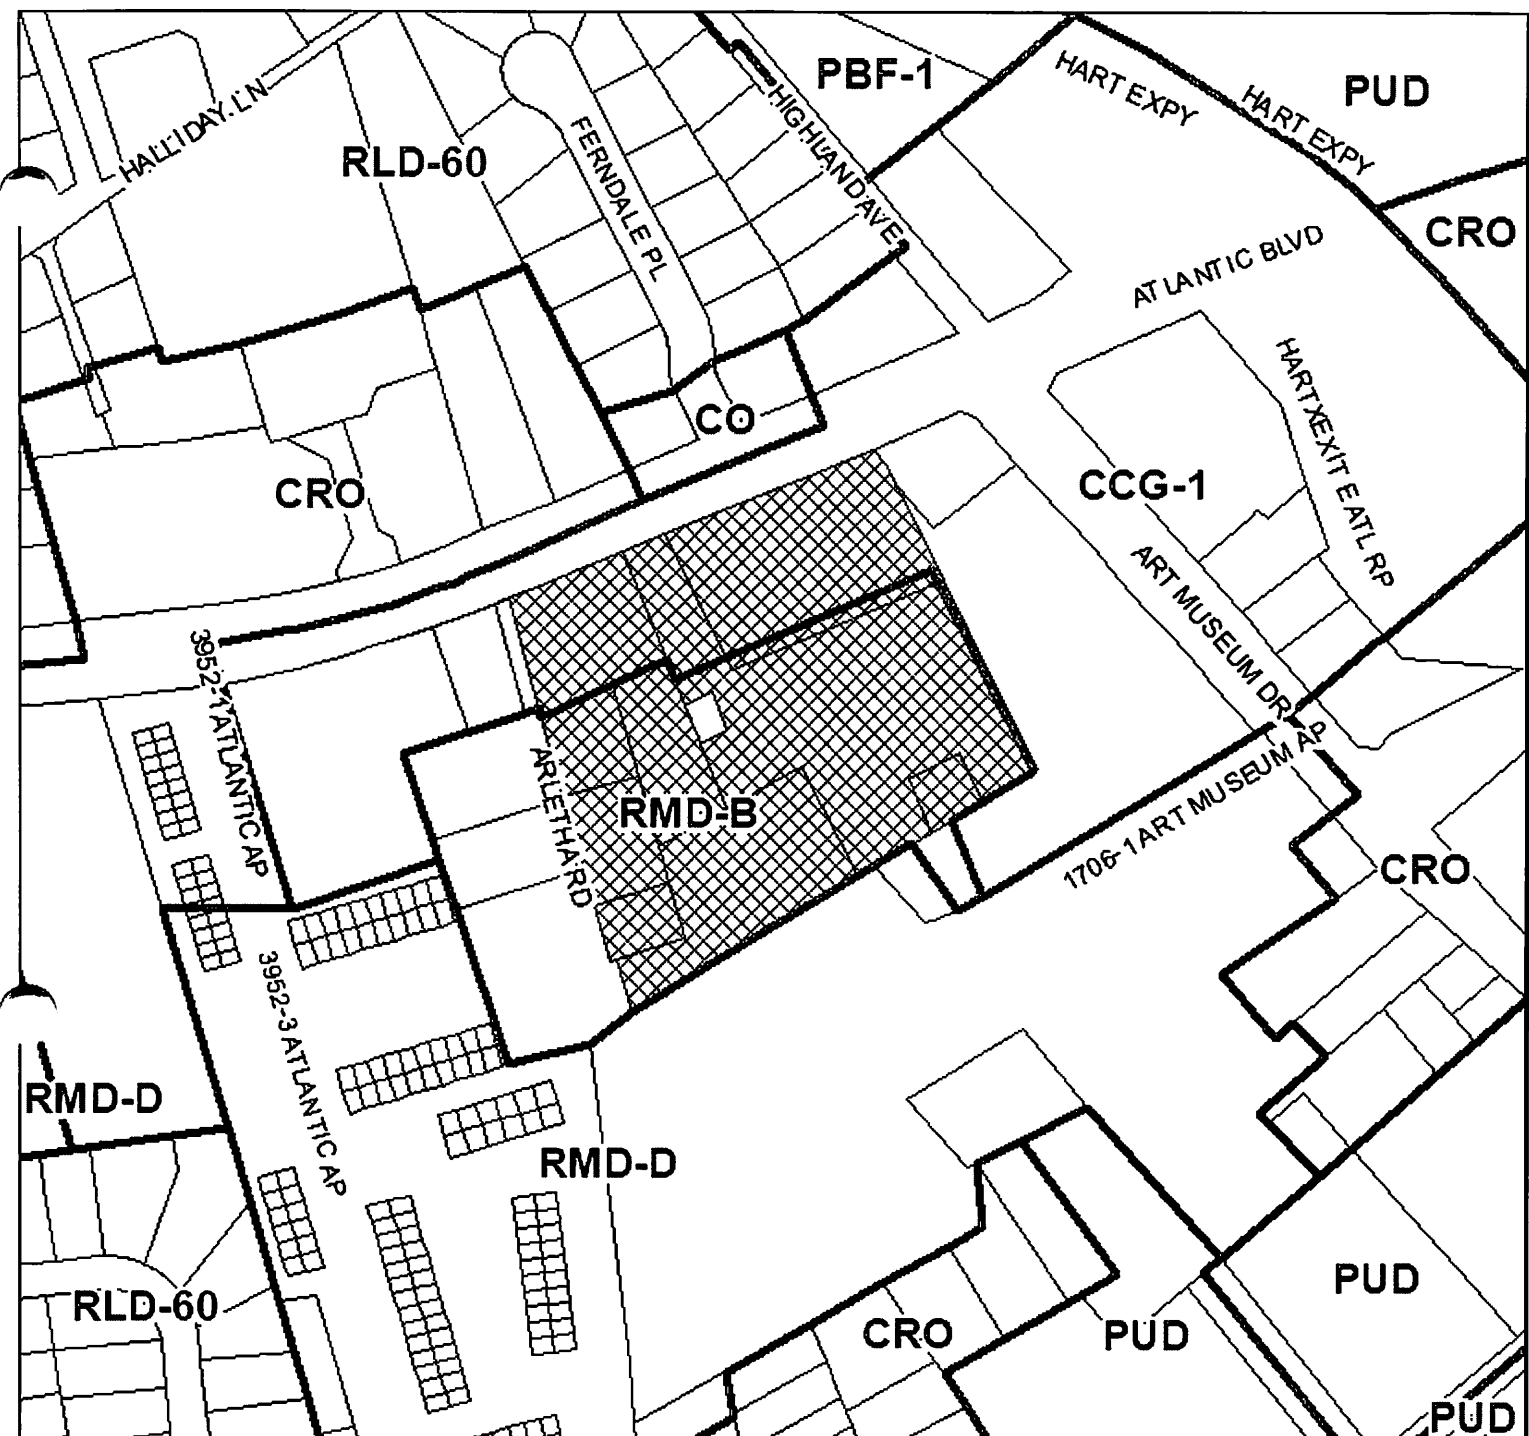 PBF-1
PUD
HART EXPY
HART EXPY
HALLIDAY LN
RLD-60
FERNDALE PL
HIGHLAND AVE
CRO
ATLANTIC BLVD
HARTXEXIT E ATL RP
CO
CRO
CCG-1
ART MUSEUM DR
3952-1 ATLANTIC AP
ARLETHA RD
RMD-B
1706-1 ART MUSEUM AP
CRO
3952-3 ATLANTIC AP
RMD-D
RMD-D
RLD-60
CRO
PUD
PUD
PUD